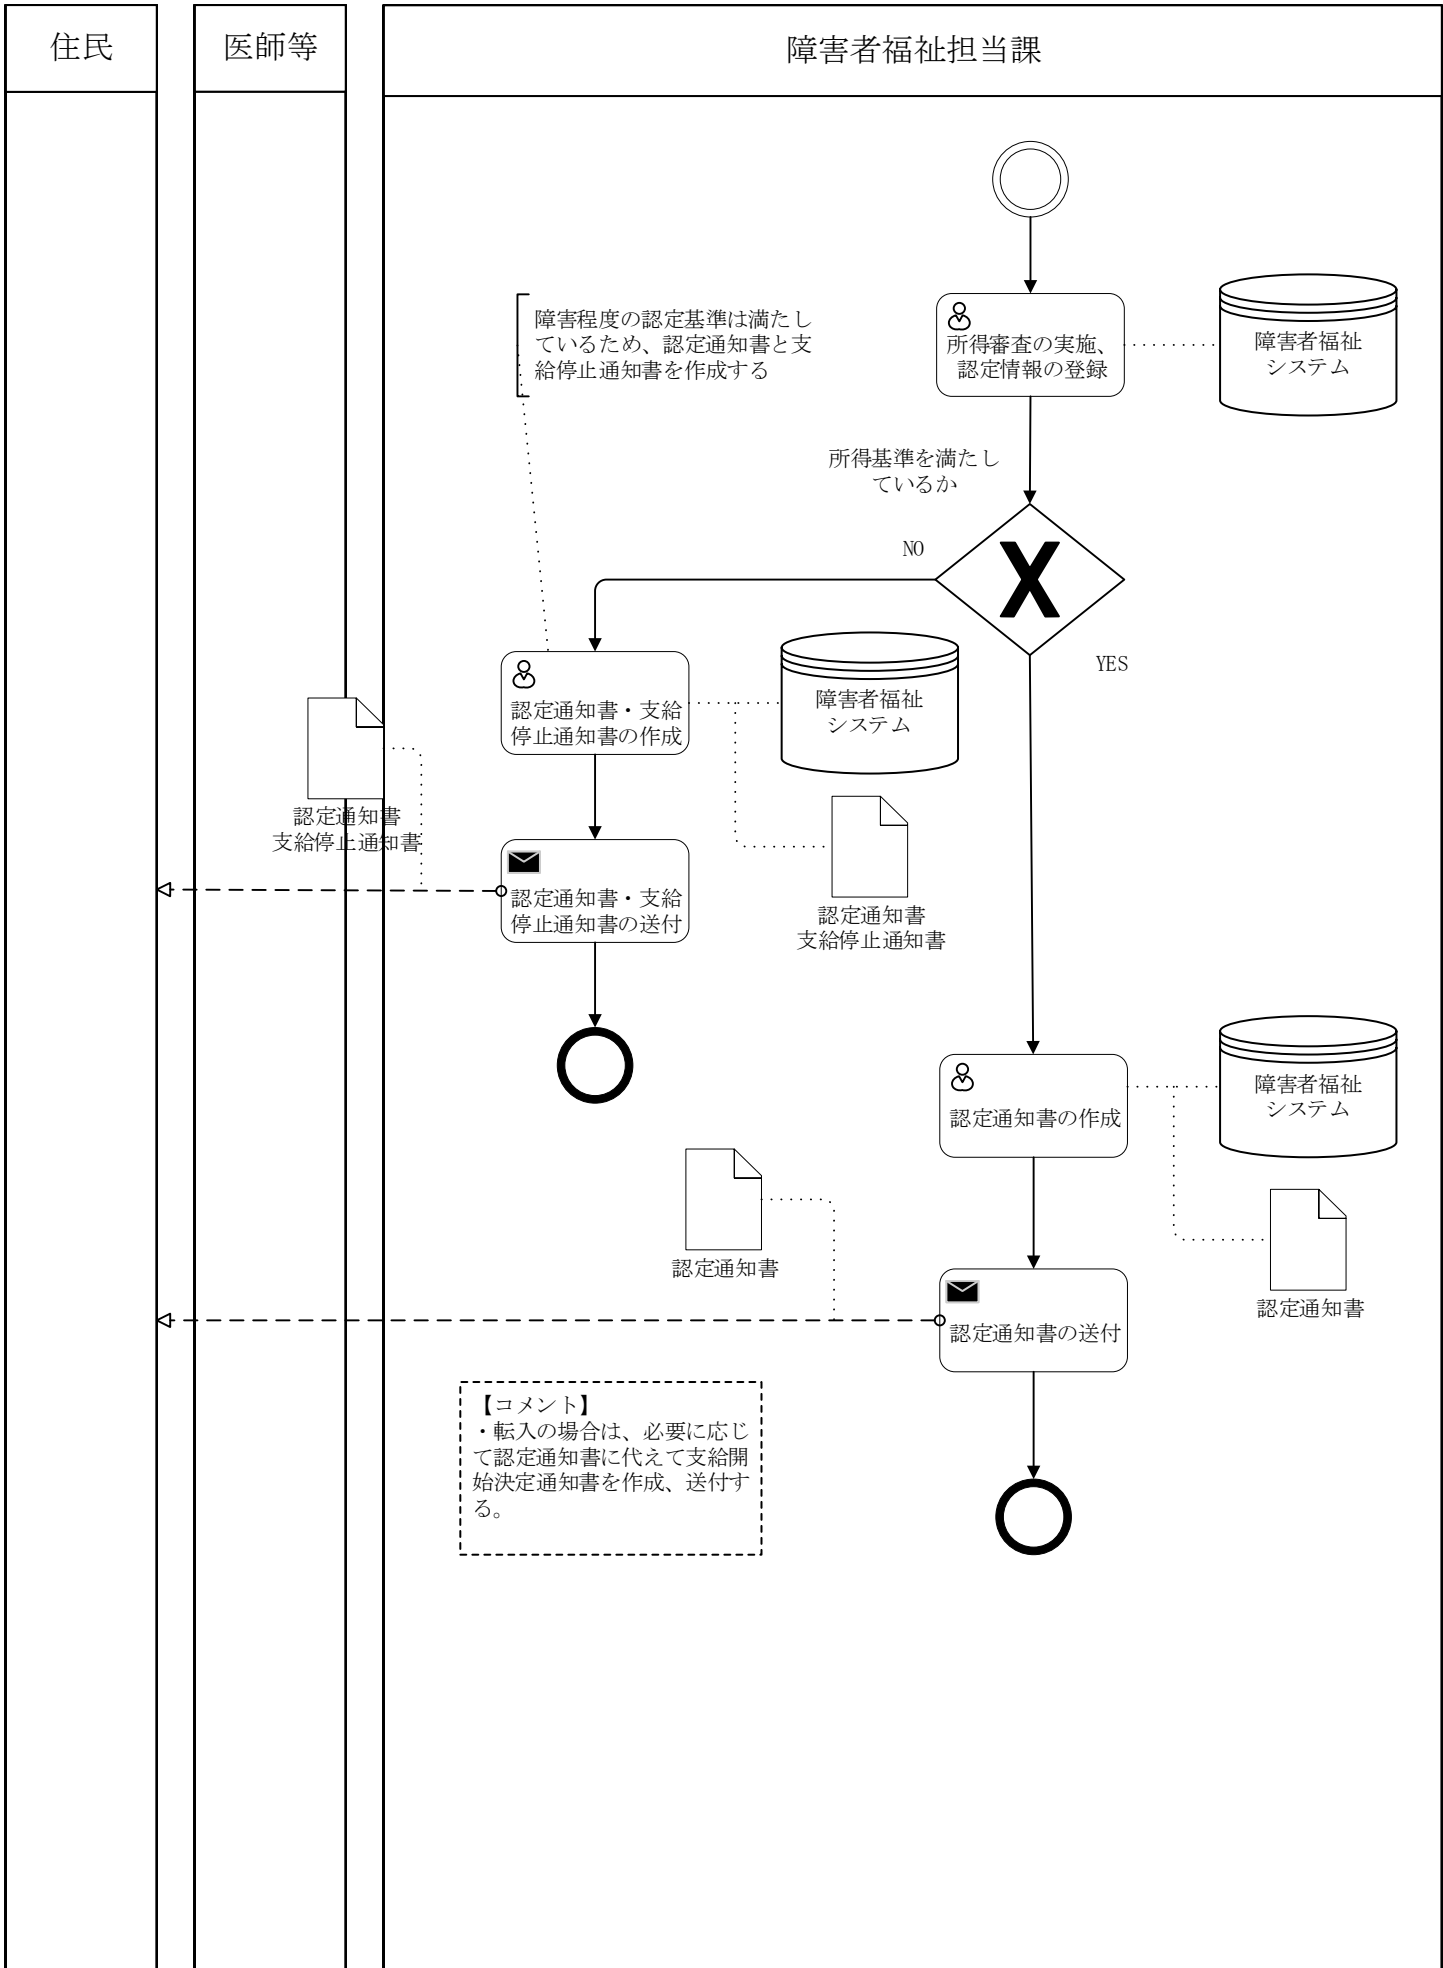 住民
医師等
障害者福祉担当課
障害程度の認定基準は満たし
ているため、認定通知書と支
給停止通知書を作成する
所得審査の実施、
認定情報の登録
障害者福祉
システム
所得基準を満たし
ているか
NO
YES
認定通知書・支給
停止通知書の作成
障害者福祉
システム
認定通知書
支給停止通知書
認定通知書・支給
停止通知書の送付
認定通知書
支給停止通知書
認定通知書の作成
障害者福祉
システム
認定通知書
認定通知書
認定通知書の送付
【コメント】
・転入の場合は、必要に応じ
て認定通知書に代えて支給開
始決定通知書を作成、送付す
る。